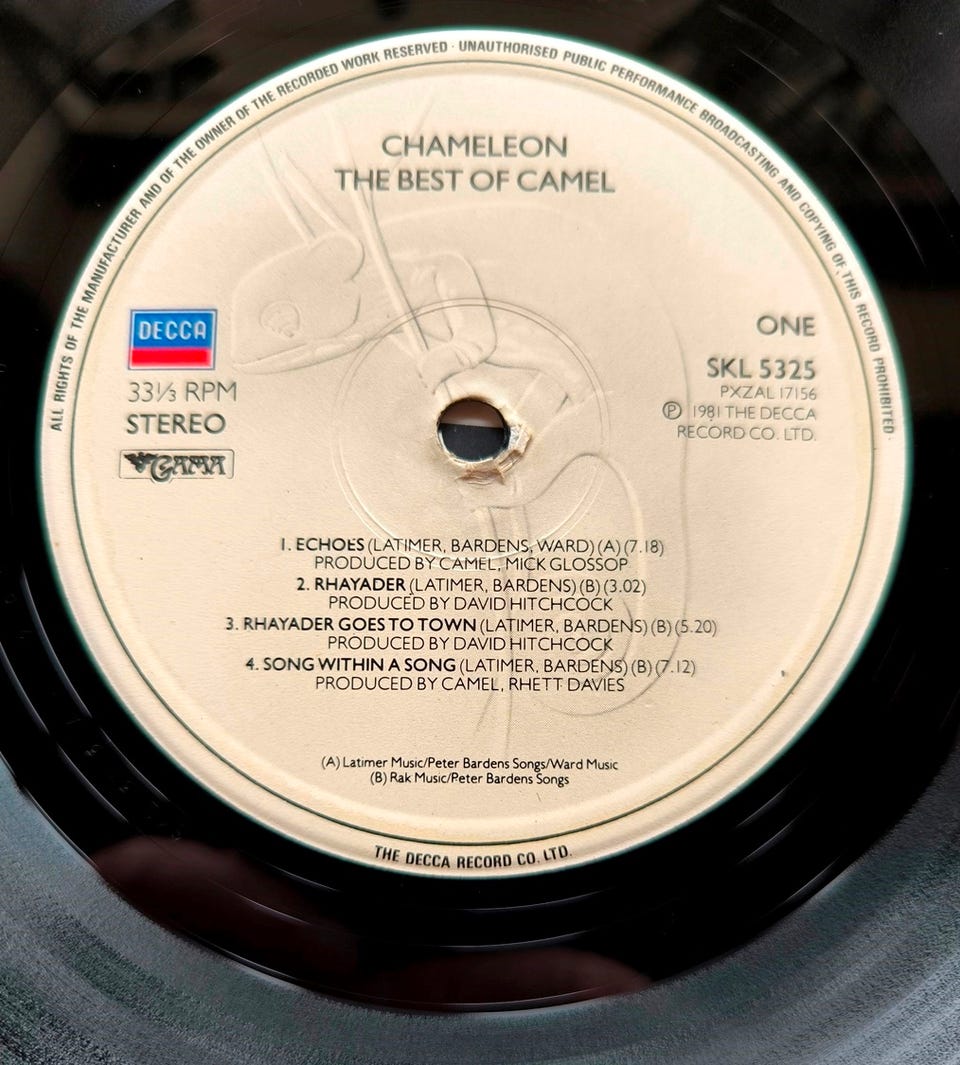 ALL RIGHTS OF THE MANUFACTURER AND OF THE OWNER OF THE RECORDED WORK RESERVED · UNAUTHORISED PUBLIC PERFORMANCE BROADCASTING AND COPYING OF THIS RECORD PROHIBITED ·
CHAMELEON
THE BEST OF CAMEL
DECCA
33⅓ RPM
STEREO
GAMA
ONE
SKL 5325
PXZAL 17156
Ⓟ 1981 THE DECCA
RECORD CO. LTD.
1. ECHOES (LATIMER, BARDENS, WARD) (A) (7.18)
PRODUCED BY CAMEL, MICK GLOSSOP
2. RHAYADER (LATIMER, BARDENS) (B) (3.02)
PRODUCED BY DAVID HITCHCOCK
3. RHAYADER GOES TO TOWN (LATIMER, BARDENS) (B) (5.20)
PRODUCED BY DAVID HITCHCOCK
4. SONG WITHIN A SONG (LATIMER, BARDENS) (B) (7.12)
PRODUCED BY CAMEL, RHETT DAVIES
(A) Latimer Music/Peter Bardens Songs/Ward Music
(B) Rak Music/Peter Bardens Songs
THE DECCA RECORD CO. LTD.